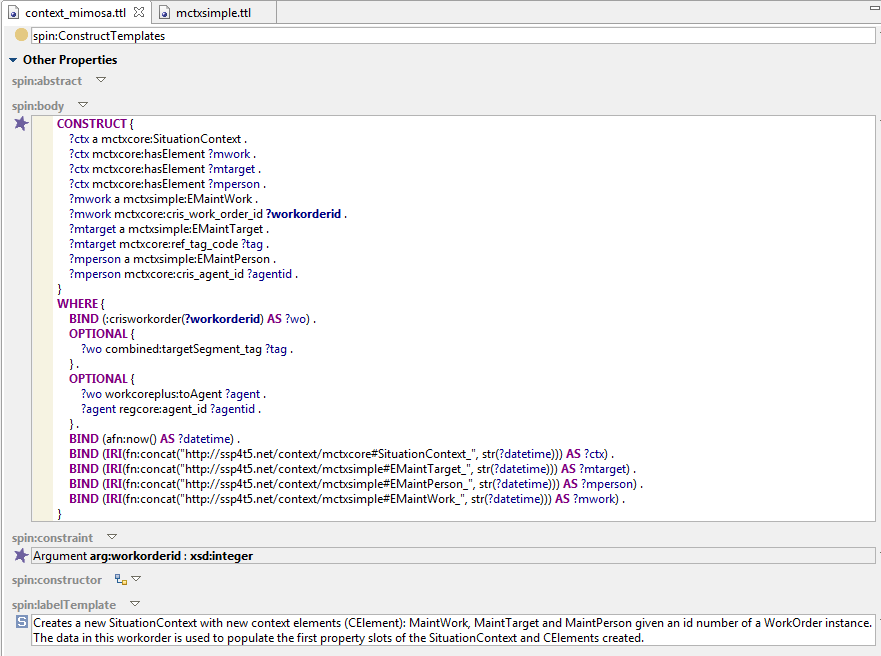 context_mimosa.ttl
mctxsimple.ttl
spin:ConstructTemplates
Other Properties
spin:abstract
spin:body
CONSTRUCT {
?ctx a mctxcore:SituationContext .
?ctx mctxcore:hasElement ?mwork .
?ctx mctxcore:hasElement ?mtarget .
?ctx mctxcore:hasElement ?mperson .
?mwork a mctxsimple:EMaintWork .
?mwork mctxcore:cris_work_order_id ?workorderid .
?mtarget a mctxsimple:EMaintTarget .
?mtarget mctxcore:ref_tag_code ?tag .
?mperson a mctxsimple:EMaintPerson .
?mperson mctxcore:cris_agent_id ?agentid .
}
WHERE {
BIND (:crisworkorder(?workorderid) AS ?wo) .
OPTIONAL {
?wo combined:targetSegment_tag ?tag .
} .
OPTIONAL {
?wo workcoreplus:toAgent ?agent .
?agent regcore:agent_id ?agentid .
} .
BIND (afn:now() AS ?datetime) .
BIND (IRI(fn:concat("http://ssp4t5.net/context/mctxcore#SituationContext_", str(?datetime))) AS ?ctx) .
BIND (IRI(fn:concat("http://ssp4t5.net/context/mctxsimple#EMaintTarget_", str(?datetime))) AS ?mtarget) .
BIND (IRI(fn:concat("http://ssp4t5.net/context/mctxsimple#EMaintPerson_", str(?datetime))) AS ?mperson) .
BIND (IRI(fn:concat("http://ssp4t5.net/context/mctxsimple#EMaintWork_", str(?datetime))) AS ?mwork) .
}
spin:constraint
Argument arg:workorderid : xsd:integer
spin:constructor
spin:labelTemplate
S
Creates a new SituationContext with new context elements (CElement): MaintWork, MaintTarget and MaintPerson given an id number of a WorkOrder instance.
The data in this workorder is used to populate the first property slots of the SituationContext and CElements created.